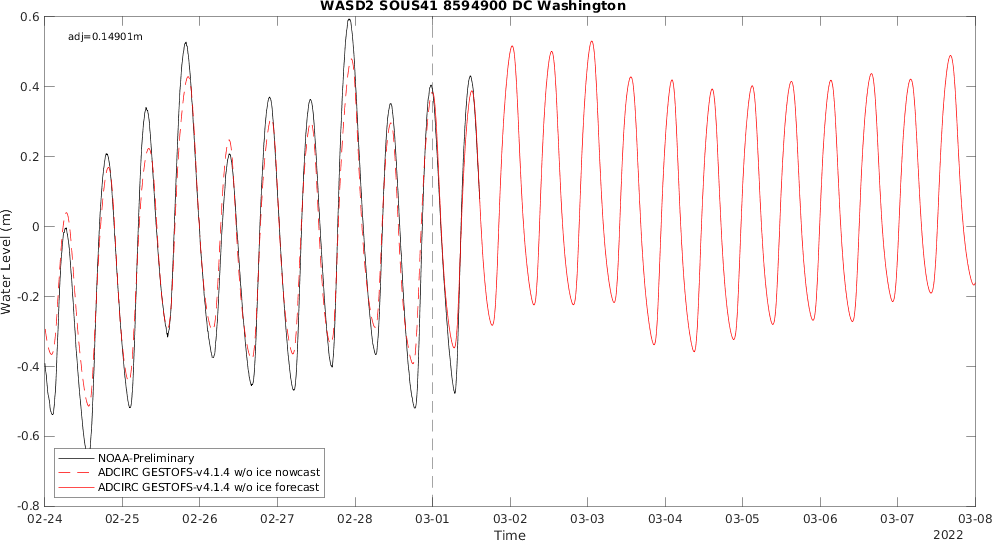 WASD2 SOUS41 8594900 DC Washington
adj=0.14901m
0.6
0.4
0.2
0
-0.2
-0.4
-0.6
-0.8
Water Level (m)
NOAA-Preliminary
ADCIRC GESTOFS-v4.1.4 w/o ice nowcast
ADCIRC GESTOFS-v4.1.4 w/o ice forecast
02-24 02-25 02-26 02-27 02-28 03-01 03-02 03-03 03-04 03-05 03-06 03-07 03-08
Time
2022